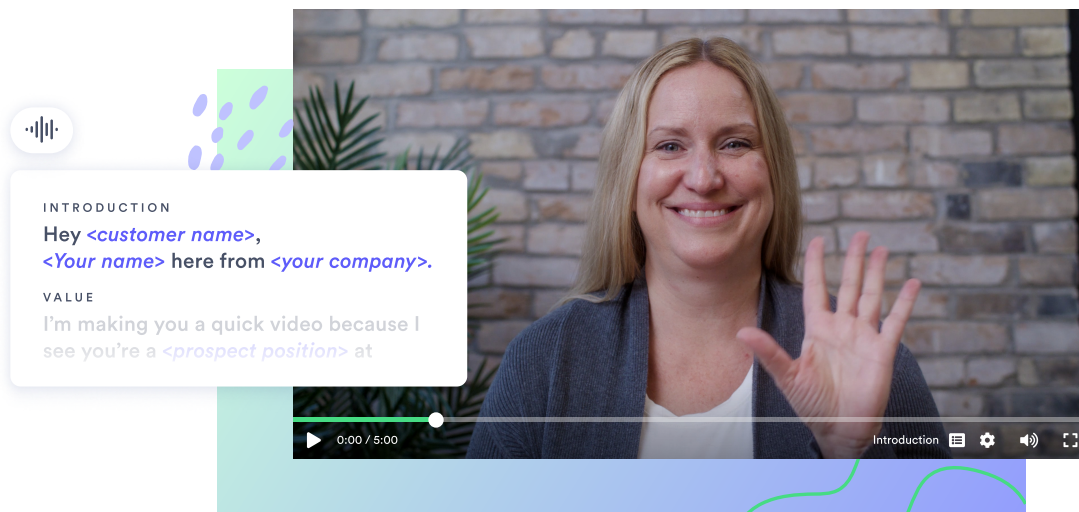 INTRODUCTION
Hey <customer name>,
<Your name> here from <your company>.
VALUE
I’m making you a quick video because I
see you’re a <prospect position> at
0:00 / 5:00
Introduction